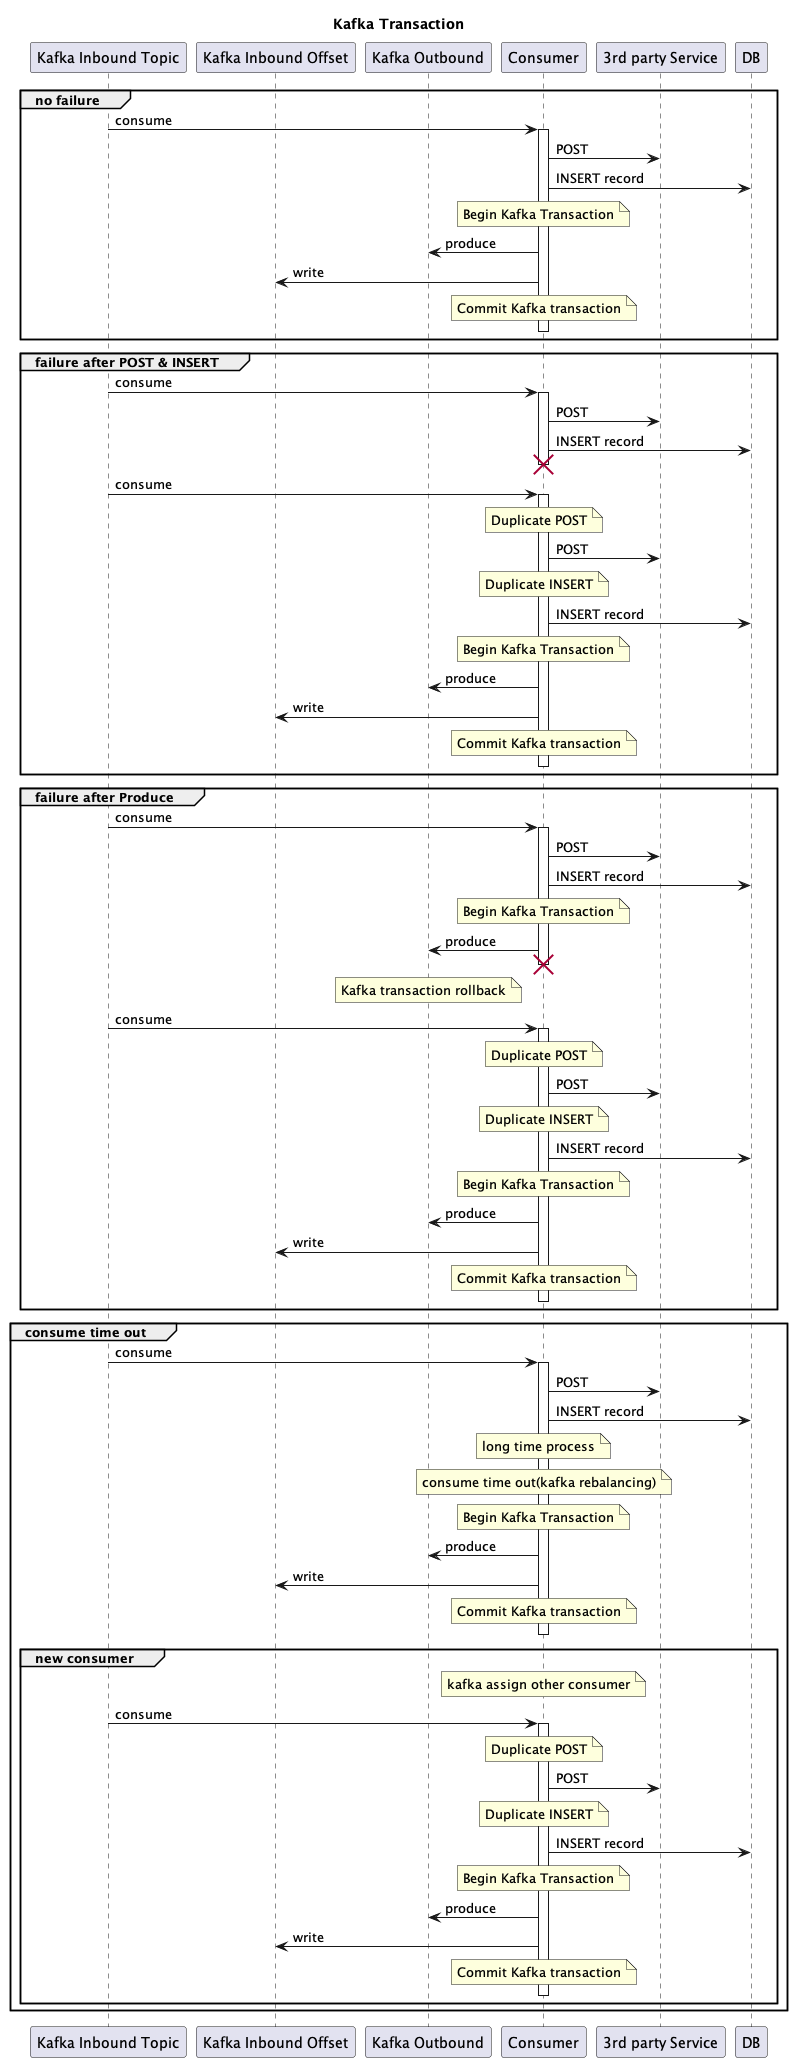 Kafka Transaction
Kafka Inbound Topic
Kafka Inbound Offset
Kafka Outbound
Consumer
3rd party Service
DB
no failure
consume
POST
INSERT record
Begin Kafka Transaction
produce
write
Commit Kafka transaction
failure after POST & INSERT
consume
POST
INSERT record
consume
Duplicate POST
POST
Duplicate INSERT
INSERT record
Begin Kafka Transaction
produce
write
Commit Kafka transaction
failure after Produce
consume
POST
INSERT record
Begin Kafka Transaction
produce
Kafka transaction rollback
consume
Duplicate POST
POST
Duplicate INSERT
INSERT record
Begin Kafka Transaction
produce
write
Commit Kafka transaction
consume time out
consume
POST
INSERT record
long time process
consume time out(kafka rebalancing)
Begin Kafka Transaction
produce
write
Commit Kafka transaction
new consumer
kafka assign other consumer
consume
Duplicate POST
POST
Duplicate INSERT
INSERT record
Begin Kafka Transaction
produce
write
Commit Kafka transaction
Kafka Inbound Topic
Kafka Inbound Offset
Kafka Outbound
Consumer
3rd party Service
DB